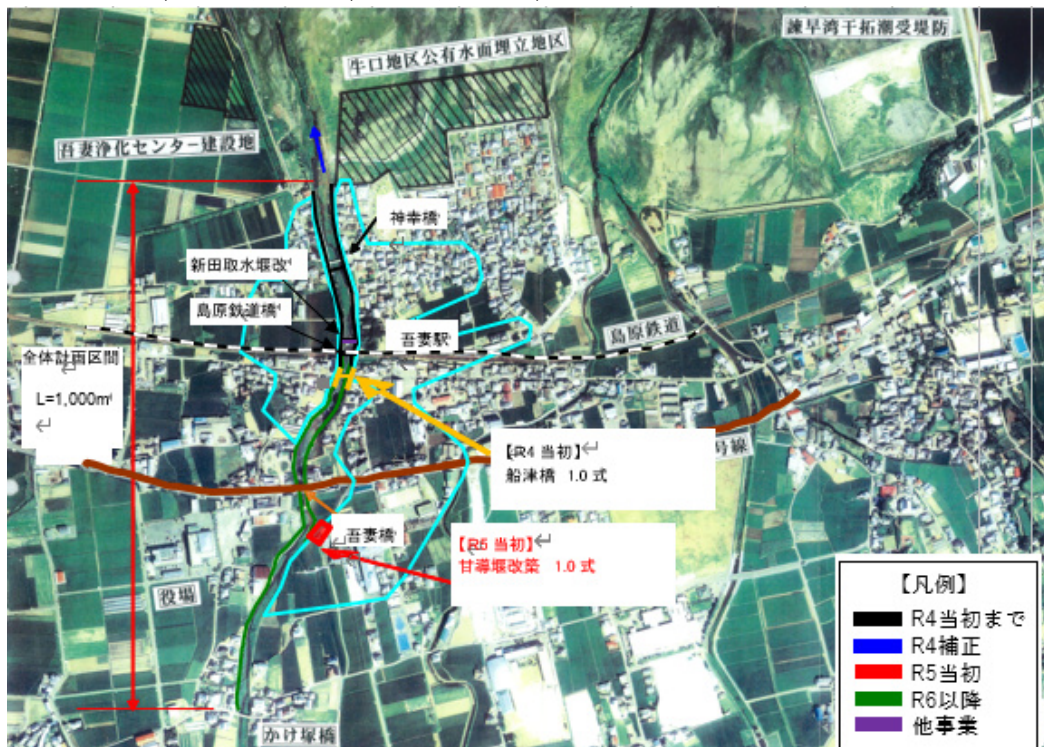 諫早湾干拓潮受堤防
牛口地区公有水面埋立地区
吾妻浄化センター建設地
神幸橋
新田取水堰改
島原鉄道橋
吾妻駅
島原鉄道
全体計画区間
L=1,000m
【R4 当初】
船津橋 1.0 式
号線
吾妻橋
【R5 当初】
甘導堰改築 1.0 式
役場
かけ塚橋
【凡例】
R4当初まで
R4補正
R5当初
R6以降
他事業